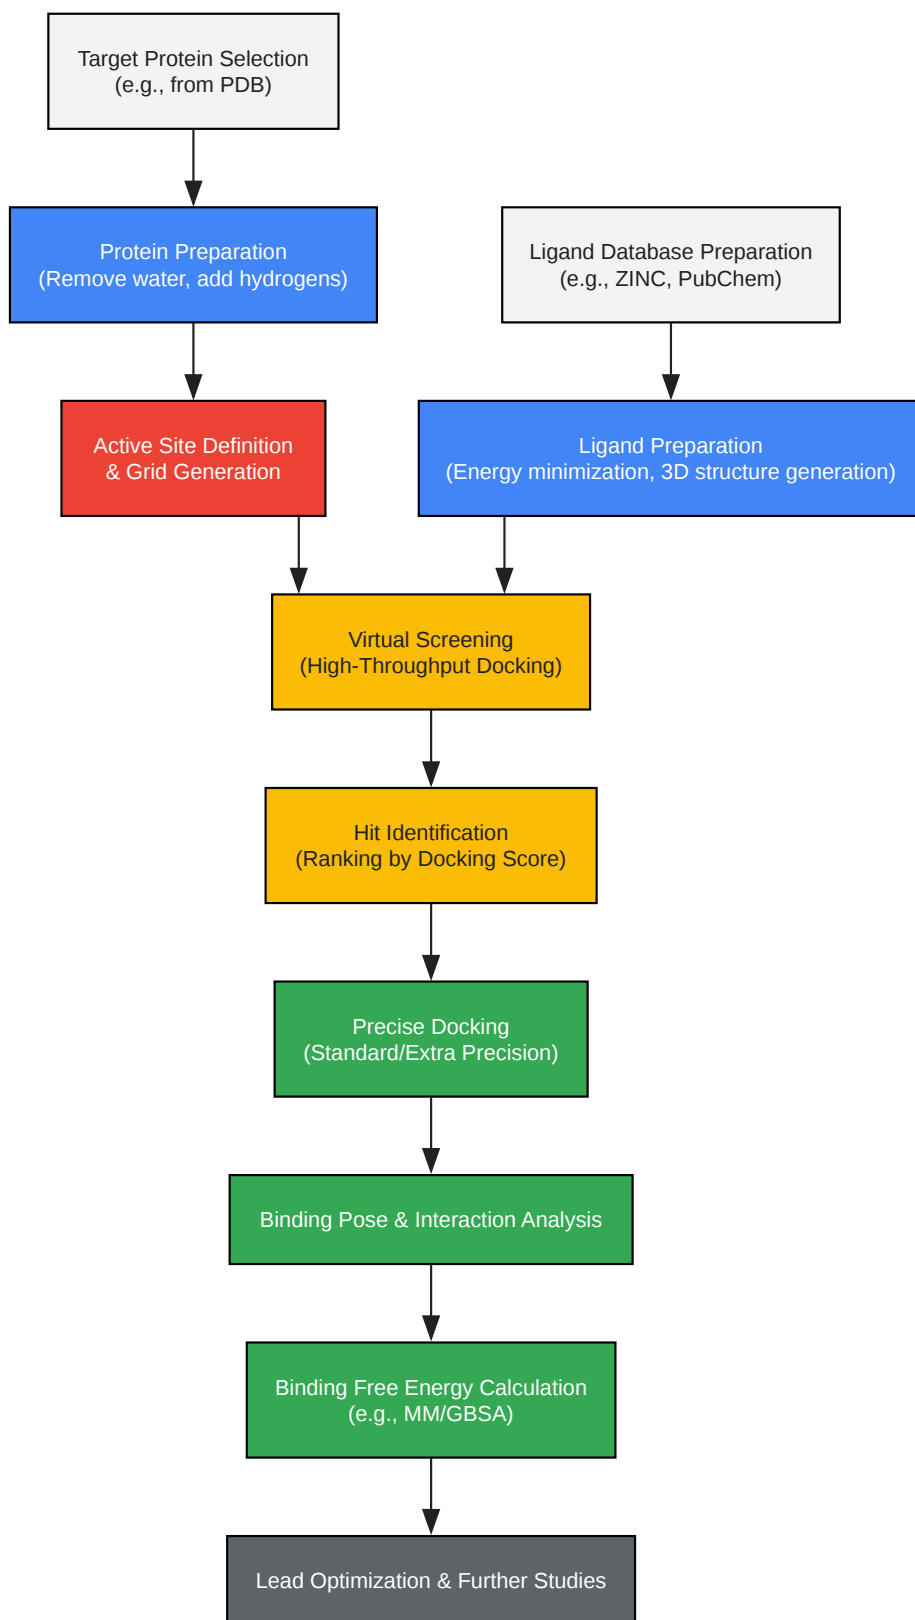 Target Protein Selection
(e.g., from PDB)
Protein Preparation
(Remove water, add hydrogens)
Ligand Database Preparation
(e.g., ZINC, PubChem)
Active Site Definition
& Grid Generation
Ligand Preparation
(Energy minimization, 3D structure generation)
Virtual Screening
(High-Throughput Docking)
Hit Identification
(Ranking by Docking Score)
Precise Docking
(Standard/Extra Precision)
Binding Pose & Interaction Analysis
Binding Free Energy Calculation
(e.g., MM/GBSA)
Lead Optimization & Further Studies